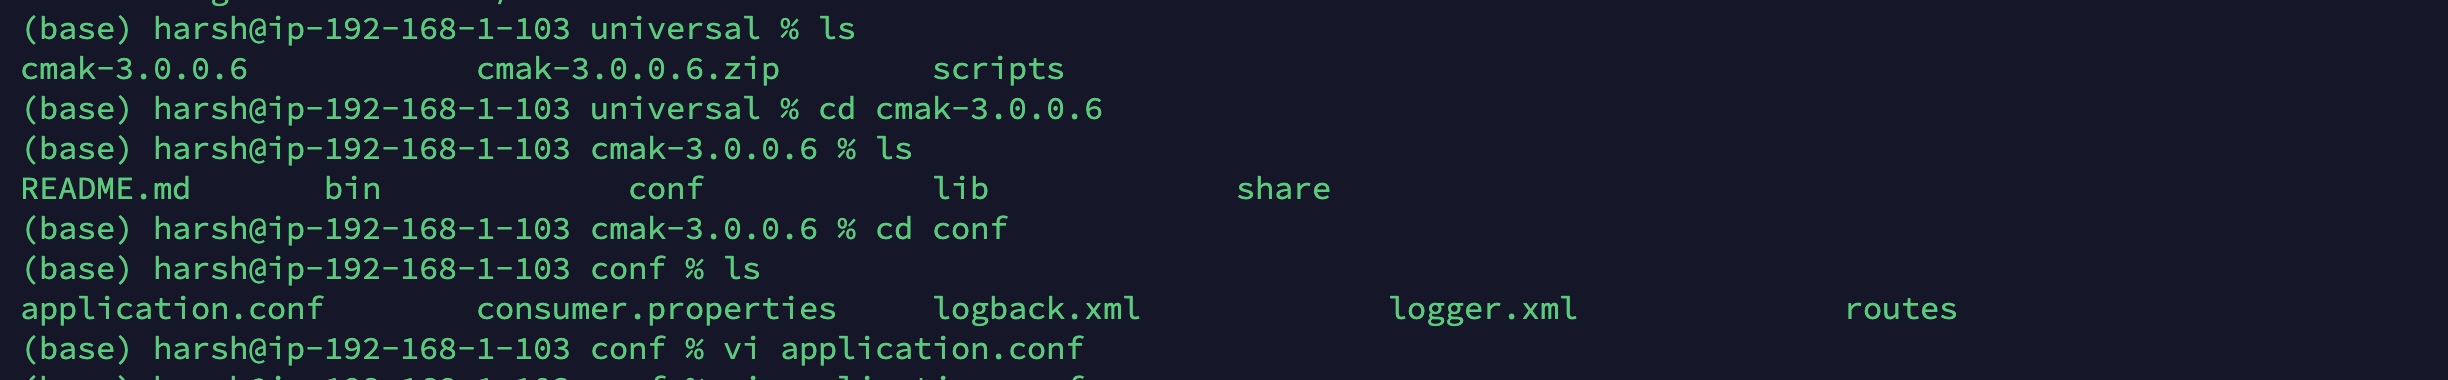 (base) harsh@ip-192-168-1-103 universal % ls
cmak-3.0.0.6 cmak-3.0.0.6.zip scripts
(base) harsh@ip-192-168-1-103 universal % cd cmak-3.0.0.6
(base) harsh@ip-192-168-1-103 cmak-3.0.0.6 % ls
README.md bin conf lib share
(base) harsh@ip-192-168-1-103 cmak-3.0.0.6 % cd conf
(base) harsh@ip-192-168-1-103 conf % ls
application.conf consumer.properties logback.xml logger.xml routes
(base) harsh@ip-192-168-1-103 conf % vi application.conf